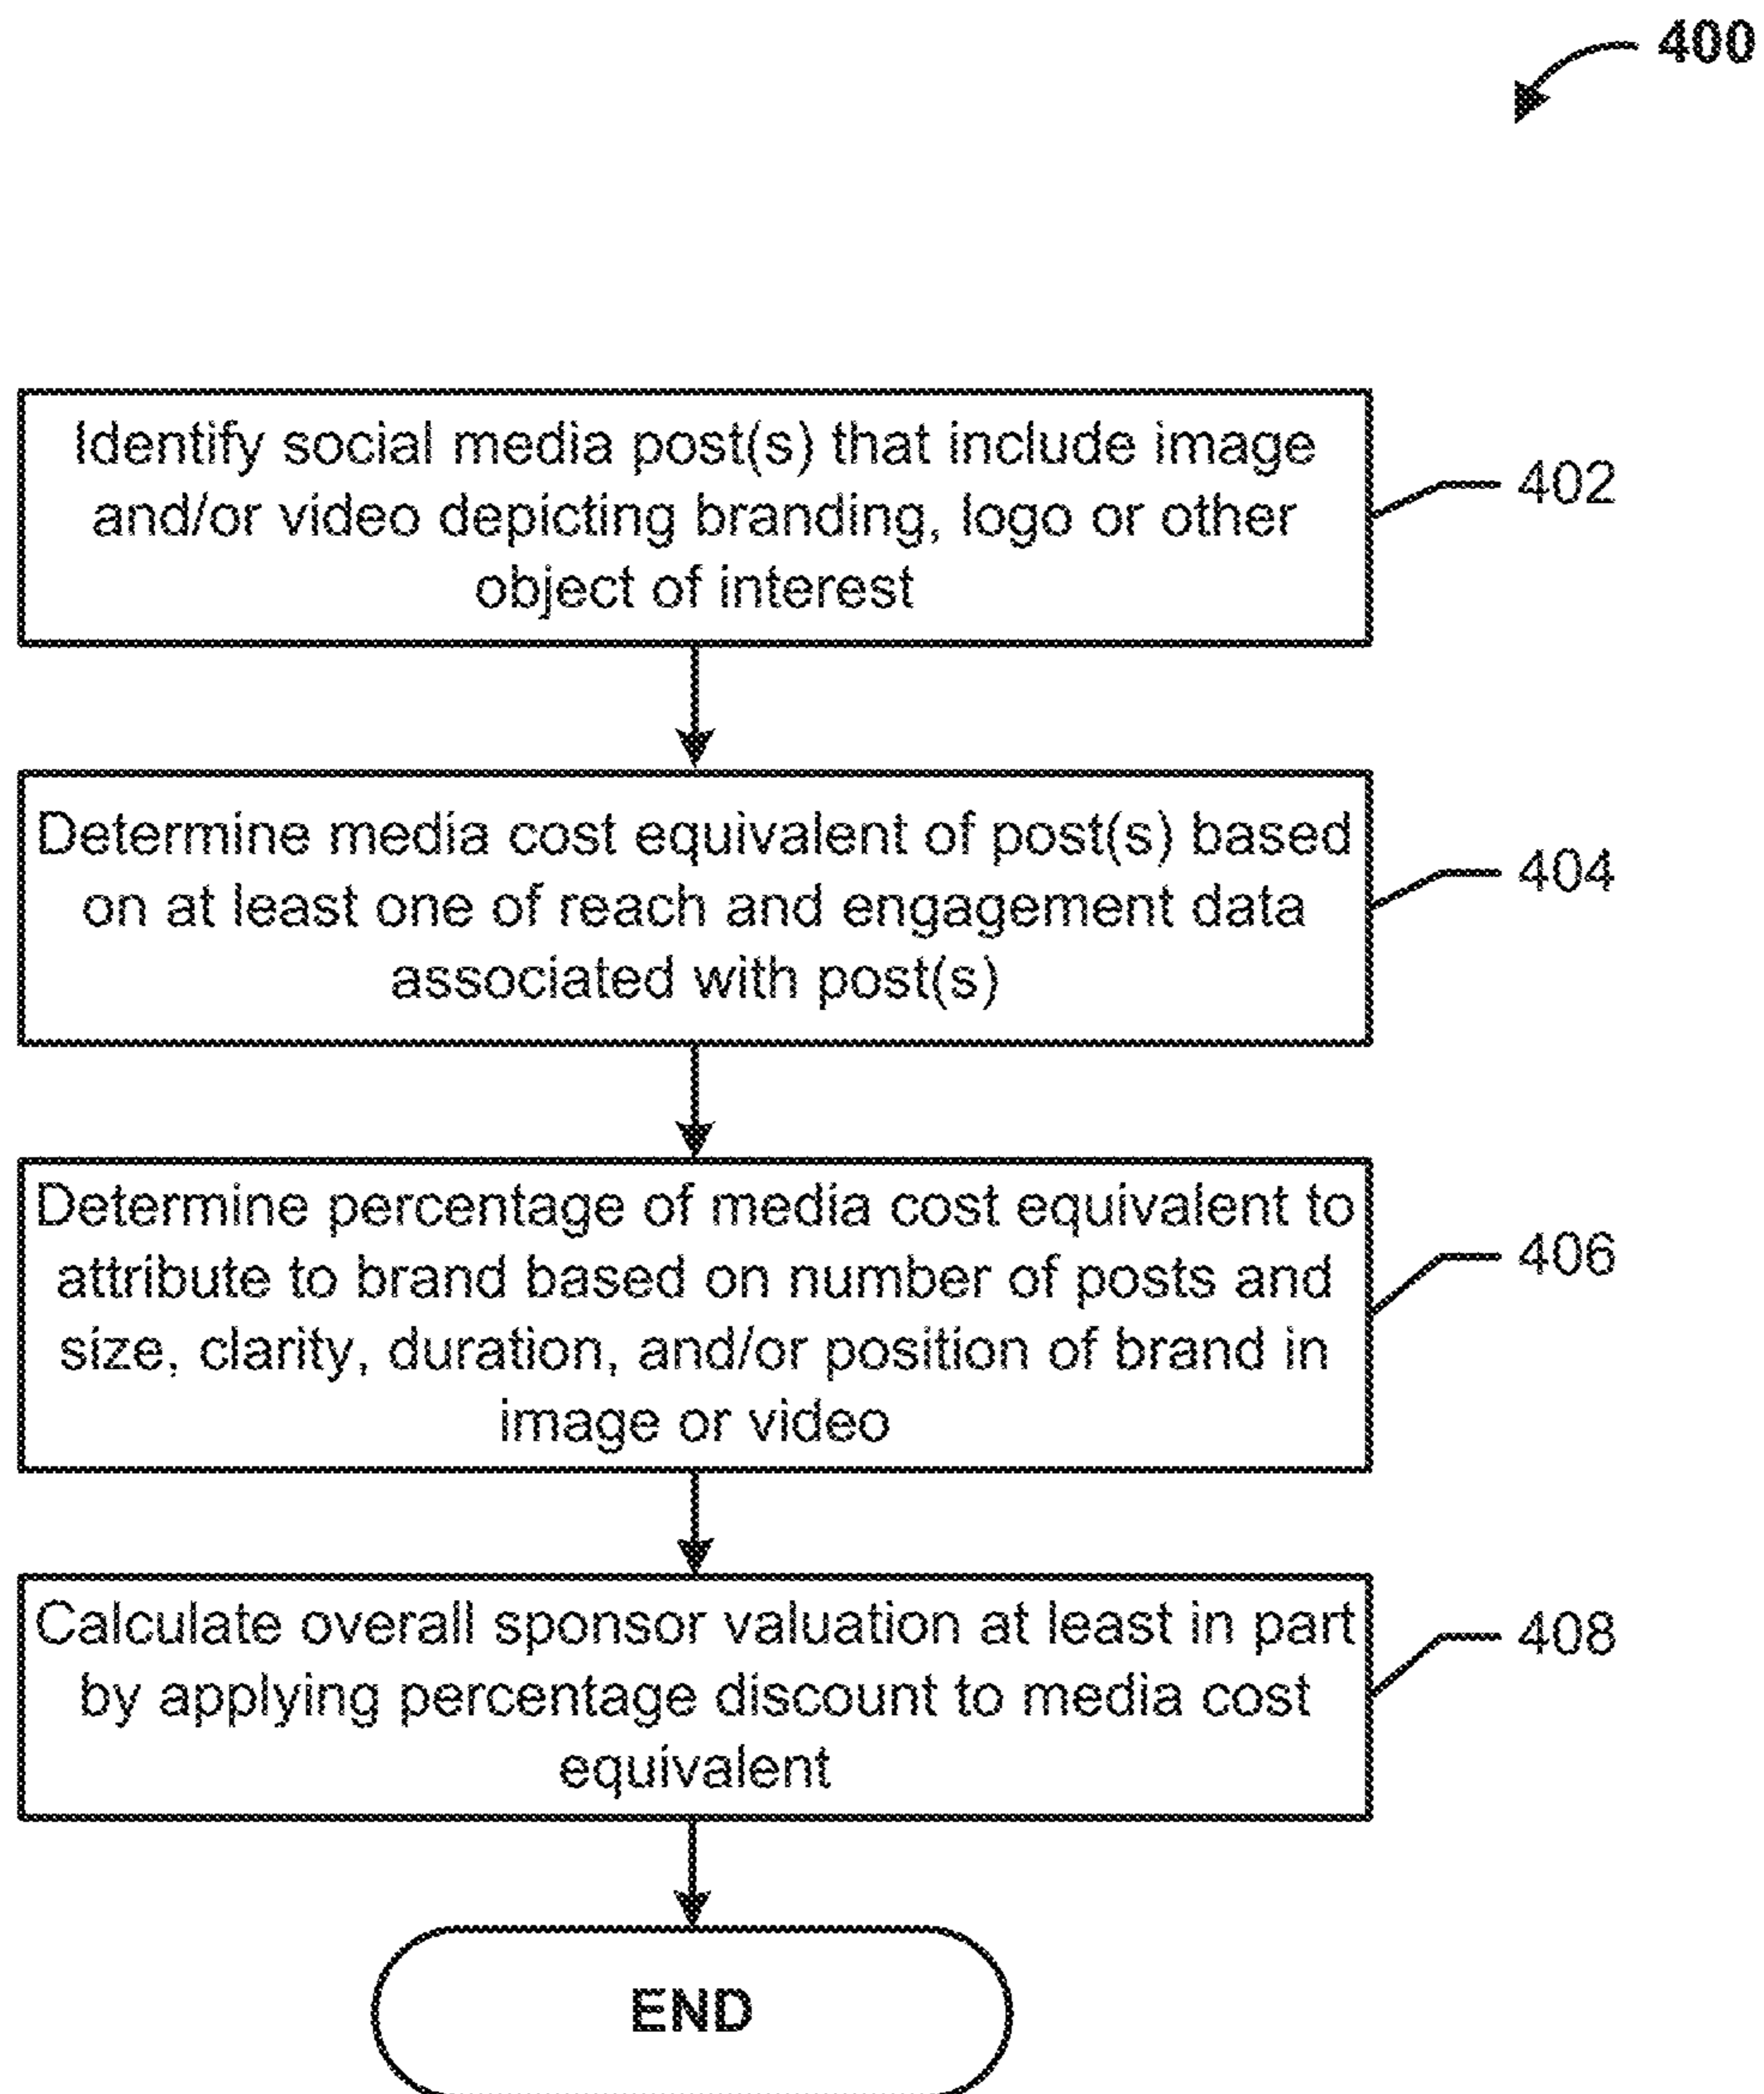 400
Identify social media post(s) that include image
and/or video depicting branding, logo or other
object of interest
402
Determine media cost equivalent of post(s) based
on at least one of reach and engagement data
associated with post(s)
404
Determine percentage of media cost equivalent to
attribute to brand based on number of posts and
size, clarity, duration, and/or position of brand in
image or video
406
Calculate overall sponsor valuation at least in part
by applying percentage discount to media cost
equivalent
408
END